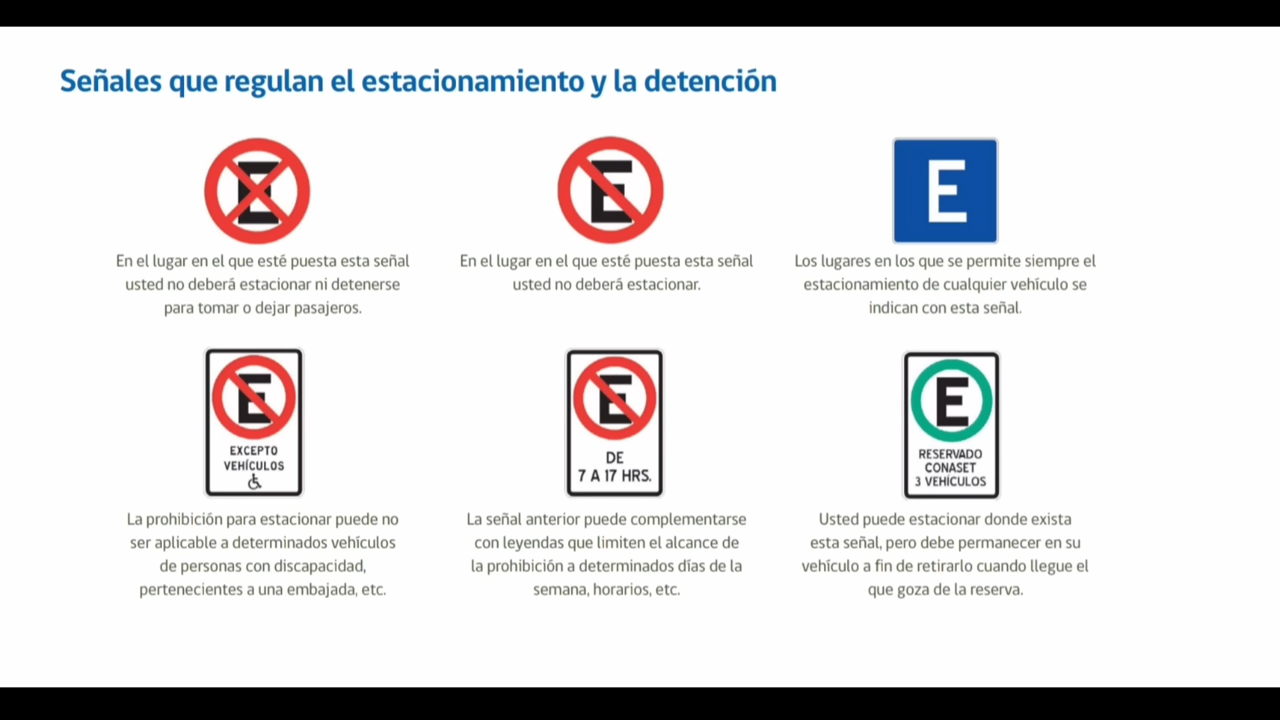 Señales que regulan el estacionamiento y la detención
E
En el lugar en el que esté puesta esta señal
usted no deberá estacionar ni detenerse
para tomar o dejar pasajeros.
E
En el lugar en el que esté puesta esta señal
usted no deberá estacionar.
E
Los lugares en los que se permite siempre el
estacionamiento de cualquier vehículo se
indican con esta señal.
E
EXCEPTO
VEHÍCULOS
La prohibición para estacionar puede no
ser aplicable a determinados vehículos
de personas con discapacidad,
pertenecientes a una embajada, etc.
E
DE
7 A 17 HRS.
La señal anterior puede complementarse
con leyendas que limiten el alcance de
la prohibición a determinados días de la
semana, horarios, etc.
E
RESERVADO
CONASET
3 VEHÍCULOS
Usted puede estacionar donde exista
esta señal, pero debe permanecer en su
vehículo a fin de retirarlo cuando llegue el
que goza de la reserva.